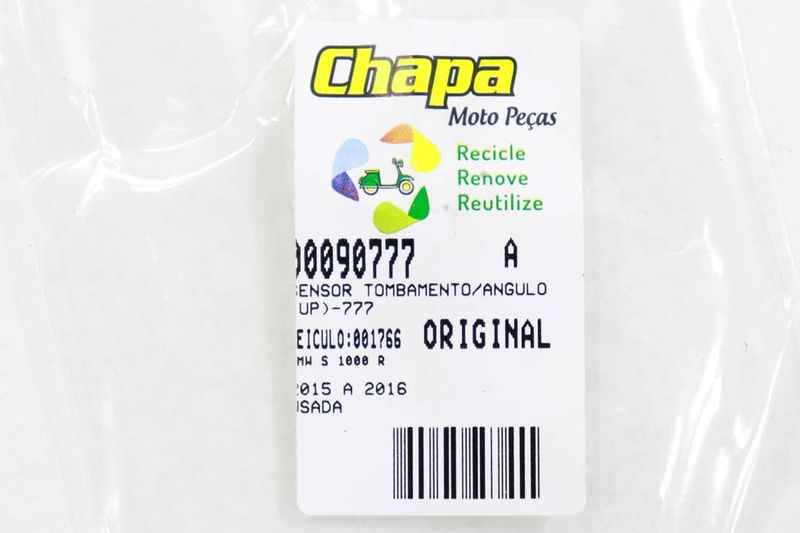 Chapa
Moto Peças
Recicle
Renove
Reutilize
00090777 A
SENSOR TOMBAMENTO/ANGULO
UP)-777
EICULO:001766 ORIGINAL
MW S 1000 R
2015 A 2016
USADA